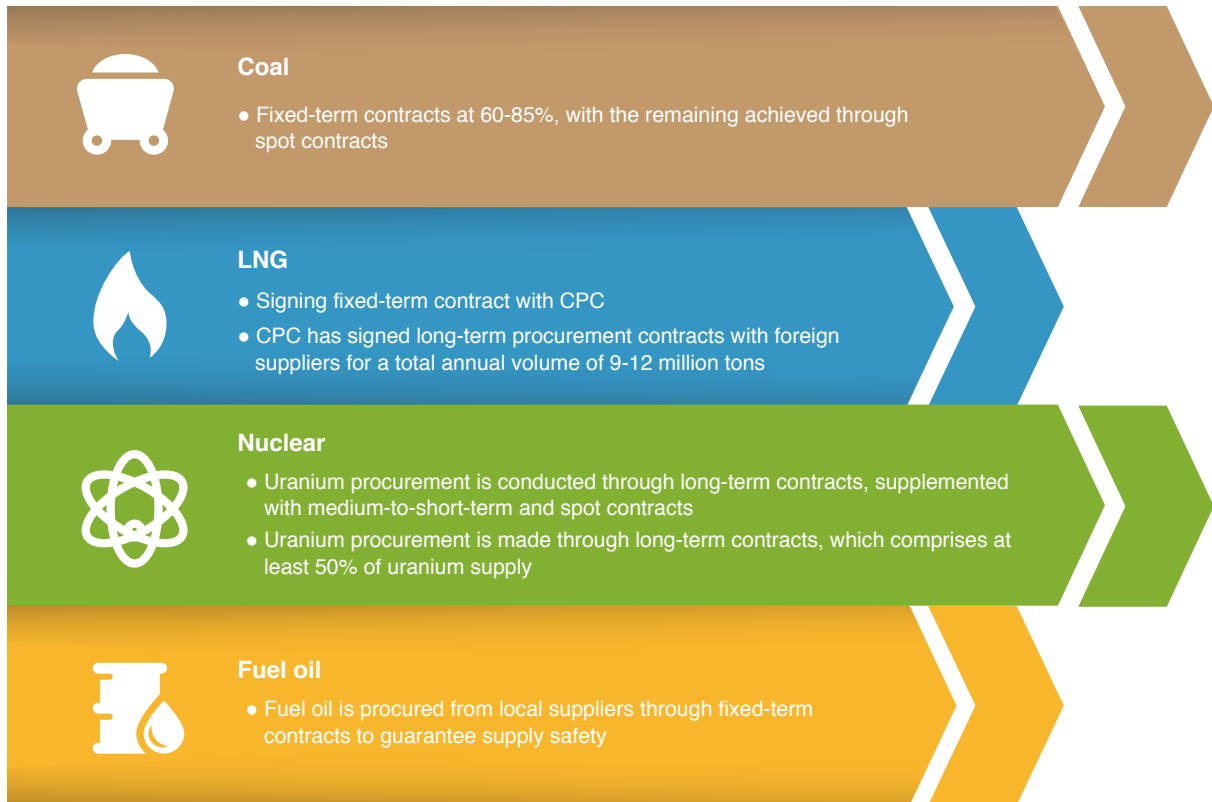 Coal
● Fixed-term contracts at 60-85%, with the remaining achieved through
spot contracts
LNG
● Signing fixed-term contract with CPC
● CPC has signed long-term procurement contracts with foreign
suppliers for a total annual volume of 9-12 million tons
Nuclear
● Uranium procurement is conducted through long-term contracts, supplemented
with medium-to-short-term and spot contracts
● Uranium procurement is made through long-term contracts, which comprises at
least 50% of uranium supply
Fuel oil
● Fuel oil is procured from local suppliers through fixed-term
contracts to guarantee supply safety